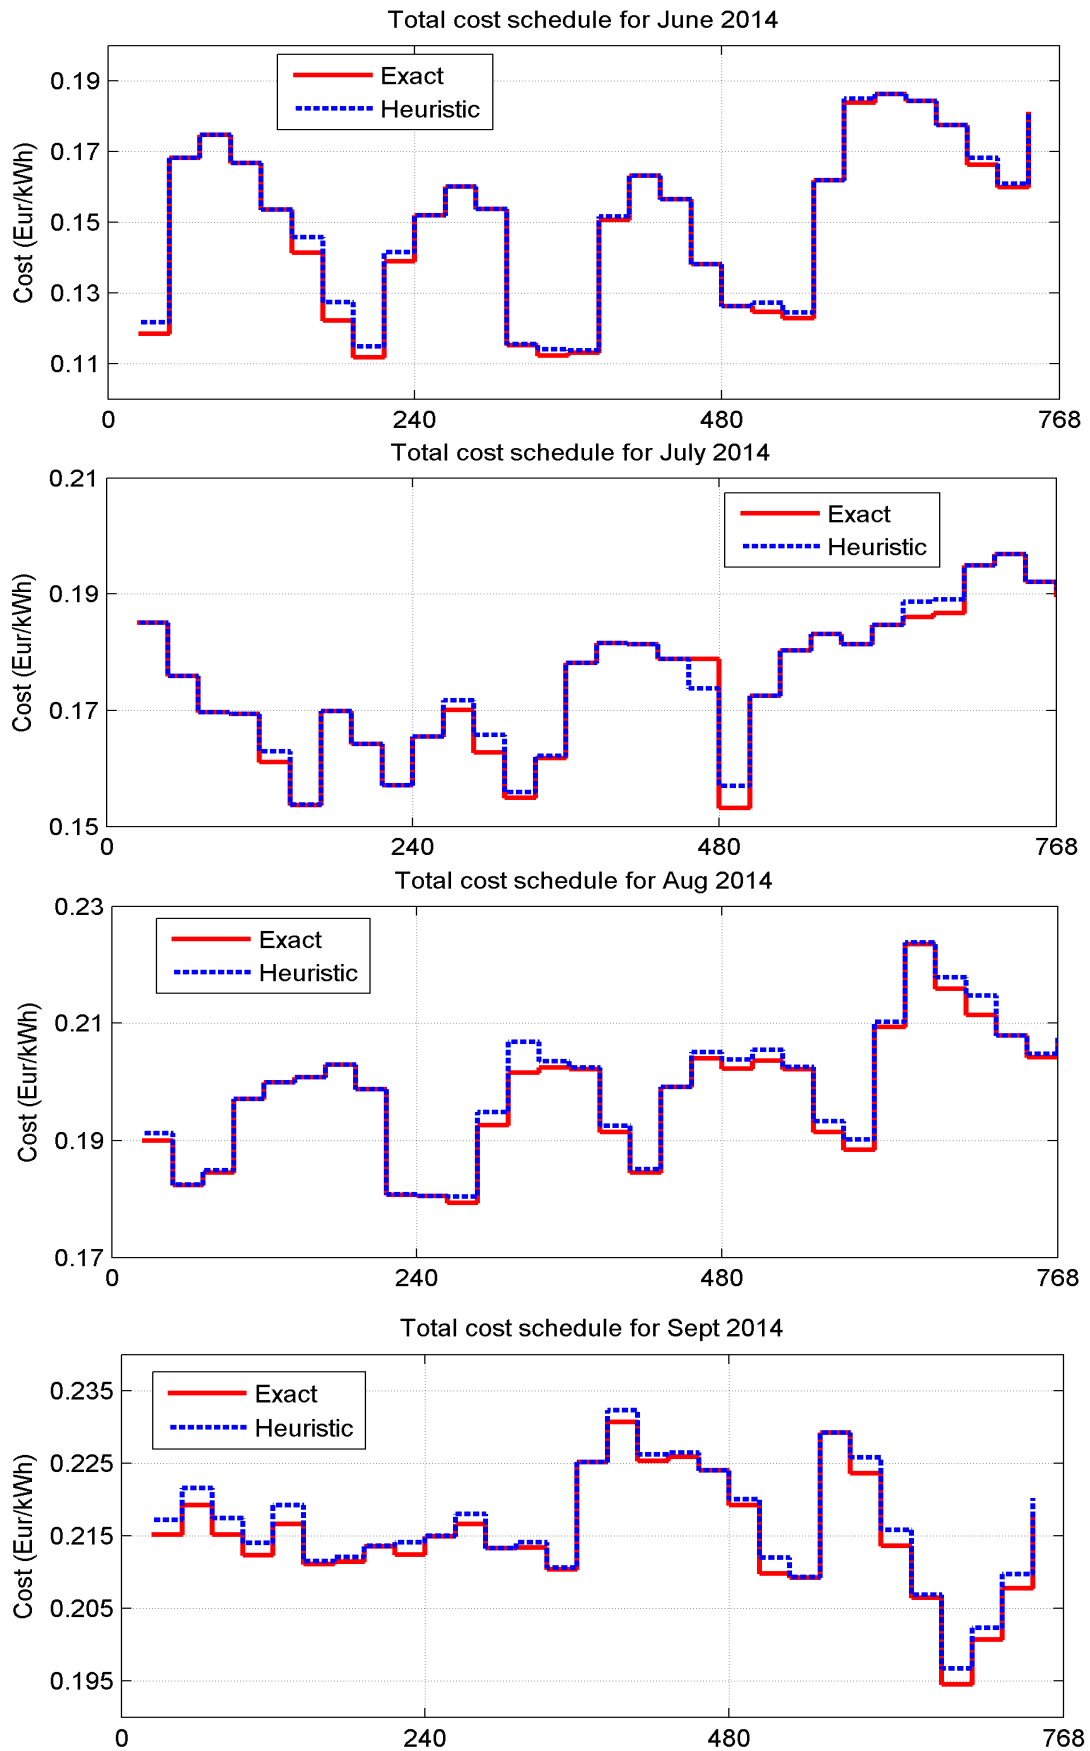 Total cost schedule for June 2014
Cost (Eur/kWh)
0.19
0.17
0.15
0.13
0.11
Exact
Heuristic
0 240 480 768
Total cost schedule for July 2014
Cost (Eur/kWh)
0.21
0.19
0.17
0.15
Exact
Heuristic
0 240 480 768
Total cost schedule for Aug 2014
Cost (Eur/kWh)
0.23
0.21
0.19
0.17
Exact
Heuristic
0 240 480 768
Total cost schedule for Sept 2014
Cost (Eur/kWh)
0.235
0.225
0.215
0.205
0.195
Exact
Heuristic
0 240 480 768